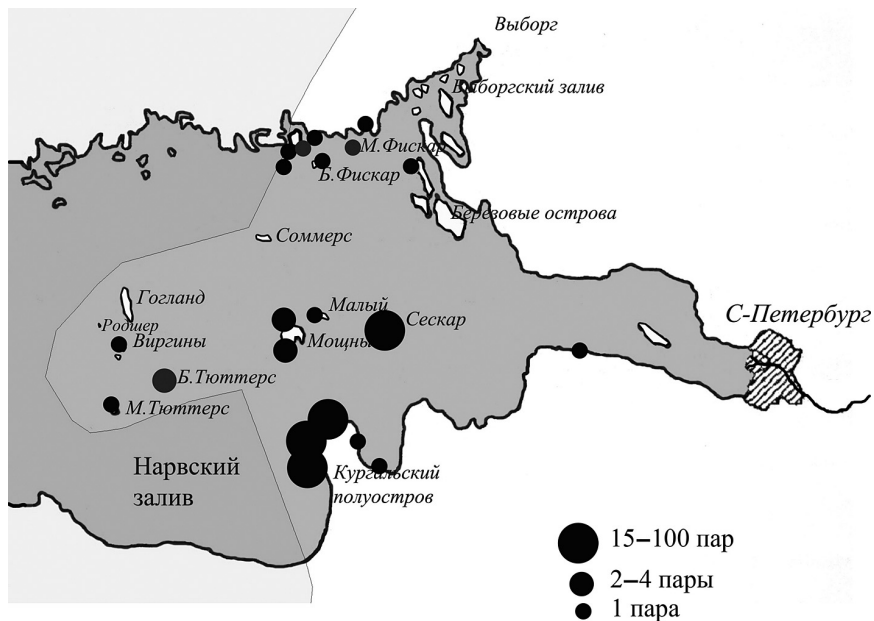 Выборг
Выборгский залив
М.Фискар
Б.Фискар
Березовые острова
Соммерс
Гогланд
Малый
Сескар
С-Петербург
Родшер
Виргины
Мощны
Б.Тюттерс
М.Тюттерс
Нарвский
залив
Кургальский
полуостров
15–100 пар
2–4 пары
1 пара